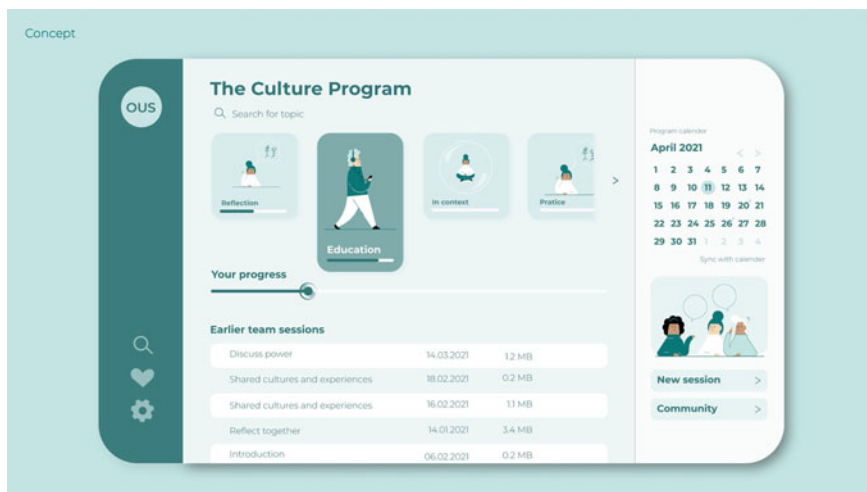 Concept
OUS
The Culture Program
Search for topic
Reflection
Education
In context
Pratice
>
Your progress
Earlier team sessions
Discuss power 14.03.2021 1.2 MB
Shared cultures and experiences 18.02.2021 0.2 MB
Shared cultures and experiences 16.02.2021 1.1 MB
Reflect together 14.01.2021 3.4 MB
Introduction 06.02.2021 0.2 MB
Program calender
April 2021 < >
1 2 3 4 5 6 7
8 9 10 11 12 13 14
15 16 17 18 19 20 21
22 23 24 25 26 27 28
29 30 31 1 2 3 4
Sync with calender
New session >
Community >